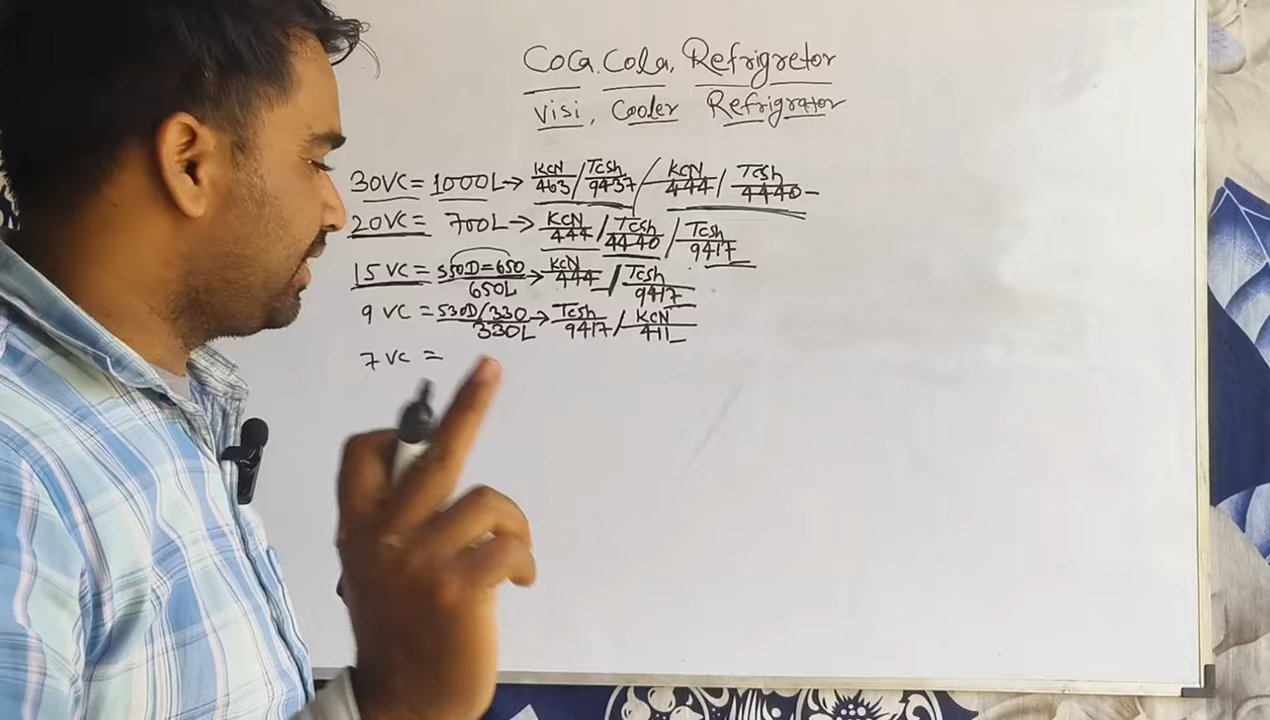 Coca.Cola, Refrigretor
visi, Cooler Refrigrator
30VC = 1000L → KCN 463 / Tcsh 9437 / KCN 444 / Tcsh 4440
20VC = 700L → KCN 444 / Tcsh 4440 / Tcsh 9417
15 VC = 550D=650 650L → KCN 444 / Tcsh 9417
9 VC = 530D/330 330L → Tcsh 9417 / KCN 411
7 VC =